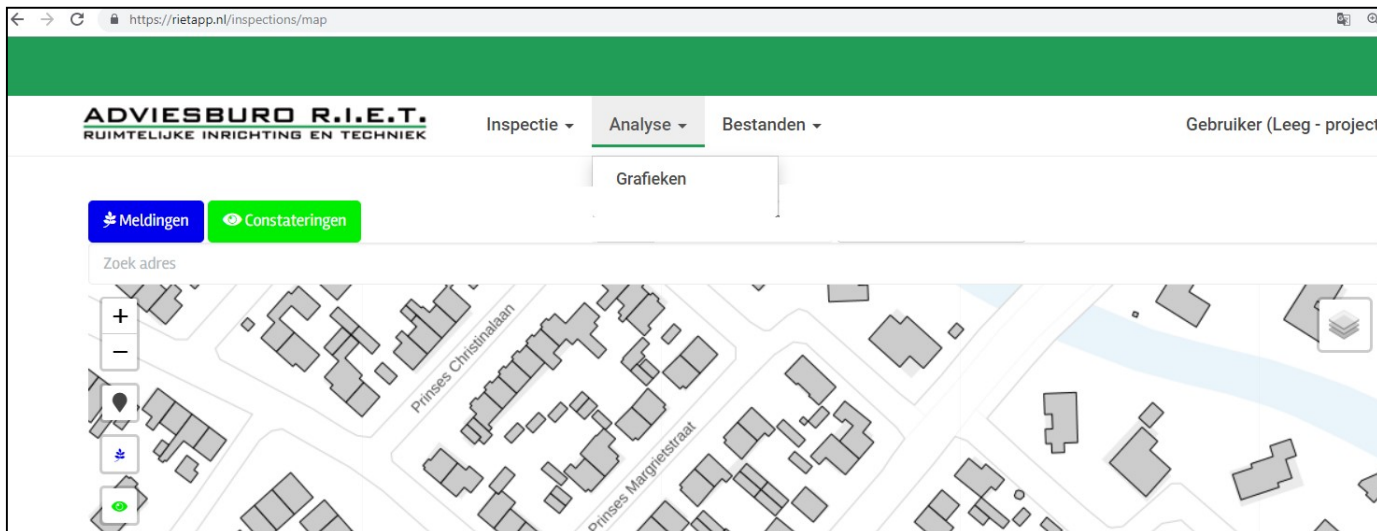 https://rietapp.nl/inspections/map
ADVIESBURO R.I.E.T.
RUIMTELIJKE INRICHTING EN TECHNIEK
Inspectie Analyse Bestanden Gebruiker (Leeg - project
Grafieken
Meldingen Constateringen
Zoek adres
+
−
Prinses Christinalaan
Prinses Margrietstraat